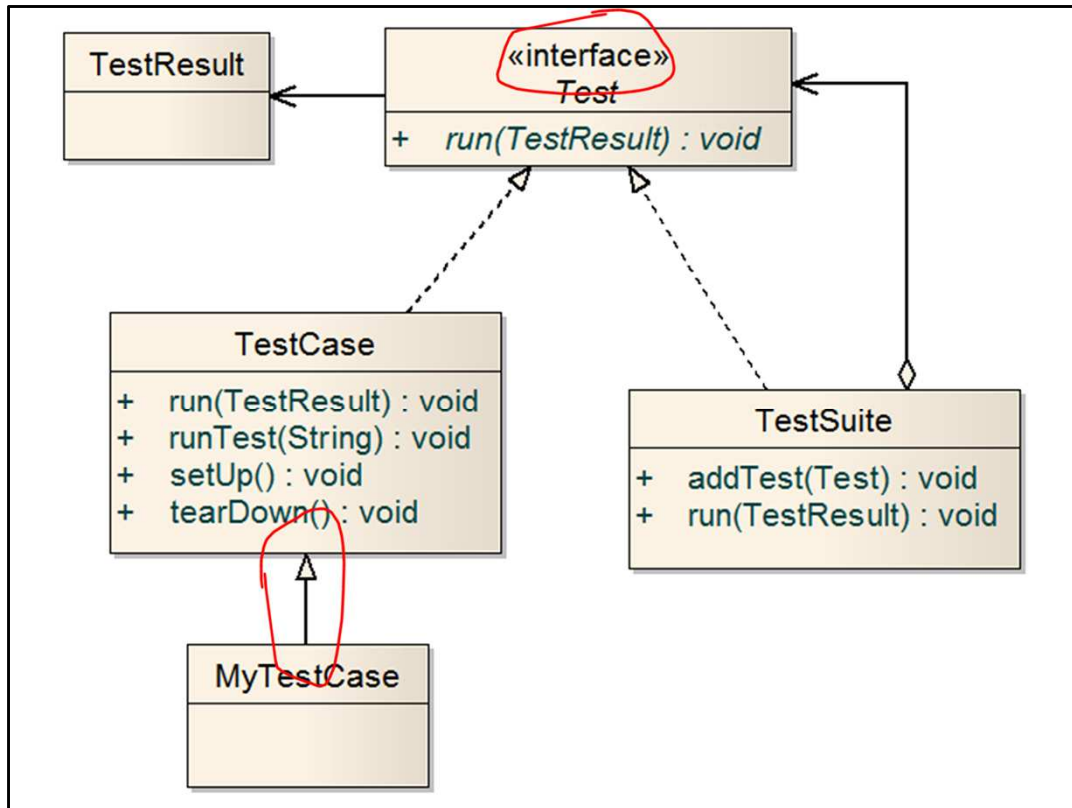 TestResult
«interface»
Test
+ run(TestResult) : void
TestCase
+ run(TestResult) : void
+ runTest(String) : void
+ setUp() : void
+ tearDown() : void
TestSuite
+ addTest(Test) : void
+ run(TestResult) : void
MyTestCase